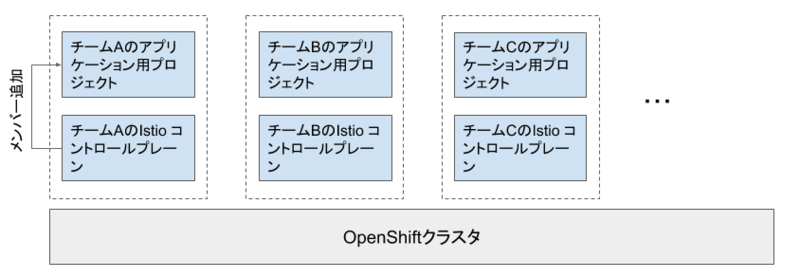 チームAのアプリ
ケーション用プロ
ジェクト
チームBのアプリ
ケーション用プロ
ジェクト
チームCのアプリ
ケーション用プロ
ジェクト
...
メンバー追加
チームAのIstio コ
ントロールプレー
ン
チームBのIstio コ
ントロールプレー
ン
チームCのIstio コ
ントロールプレー
ン
OpenShiftクラスタ